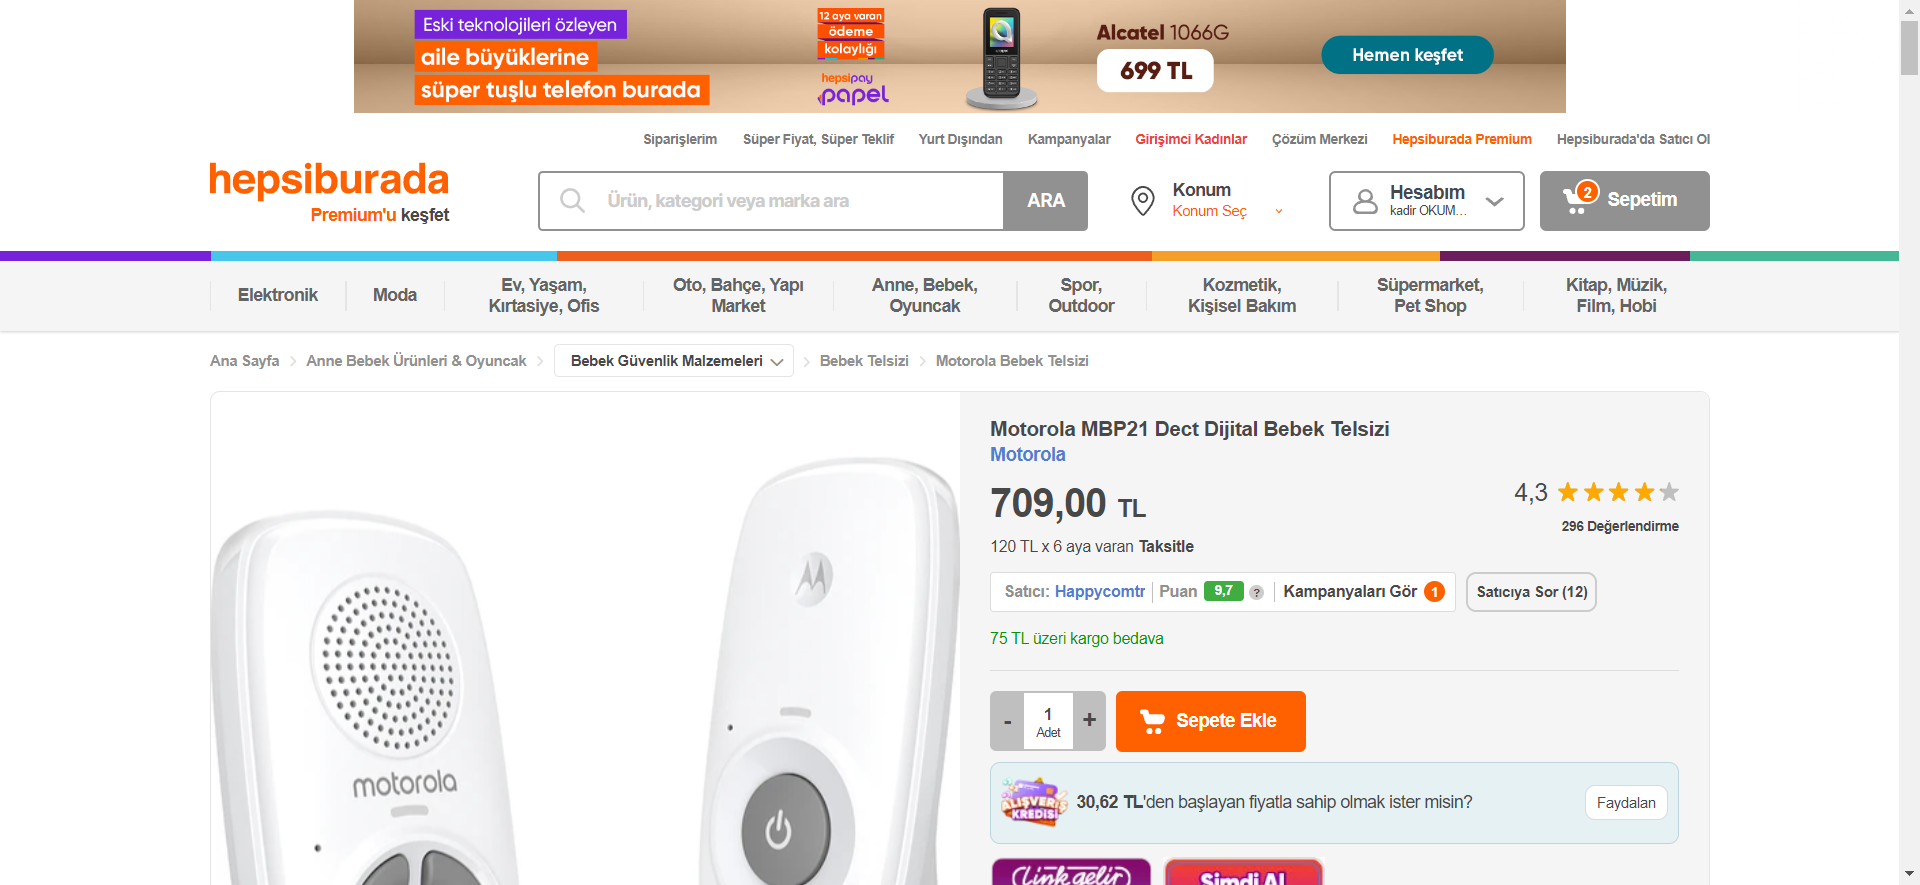 Eski teknolojileri özleyen
aile büyüklerine
süper tuşlu telefon burada
12 aya varan
ödeme
kolaylığı
hepsipay
papel
Alcatel 1066G
699 TL
Hemen keşfet
Siparişlerim Süper Fiyat, Süper Teklif Yurt Dışından Kampanyalar Girişimci Kadınlar Çözüm Merkezi Hepsiburada Premium Hepsiburada'da Satıcı Ol
hepsiburada
Premium'u keşfet
Ürün, kategori veya marka ara
ARA
Konum
Konum Seç
Hesabım
kadir OKUM...
2
Sepetim
Elektronik
Moda
Ev, Yaşam,
Kırtasiye, Ofis
Oto, Bahçe, Yapı
Market
Anne, Bebek,
Oyuncak
Spor,
Outdoor
Kozmetik,
Kişisel Bakım
Süpermarket,
Pet Shop
Kitap, Müzik,
Film, Hobi
Ana Sayfa Anne Bebek Ürünleri & Oyuncak Bebek Güvenlik Malzemeleri Bebek Telsizi Motorola Bebek Telsizi
motorola
Motorola MBP21 Dect Dijital Bebek Telsizi
Motorola
709,00 TL
4,3
296 Değerlendirme
120 TL x 6 aya varan Taksitle
Satıcı: Happycomtr Puan 9,7 ? Kampanyaları Gör 1
Satıcıya Sor (12)
75 TL üzeri kargo bedava
- 1 +
Adet
Sepete Ekle
ALIŞVERİŞ
KREDİSİ
30,62 TL'den başlayan fiyatla sahip olmak ister misin?
Faydalan
Link gelir
Şimdi Al